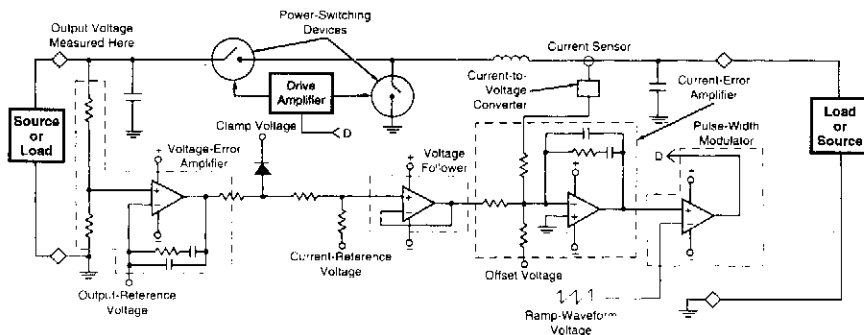 Output Voltage
Measured Here
Power-Switching
Devices
Current Sensor
Current-to-
Voltage
Converter
Current-Error
Amplifier
Source
or
Load
Drive
Amplifier
D
Clamp Voltage
Voltage-Error
Amplifier
Voltage
Follower
Pulse-Width
Modulator
D
Load
or
Source
Current-Reference
Voltage
Offset Voltage
Output-Reference
Voltage
Ramp-Waveform
Voltage